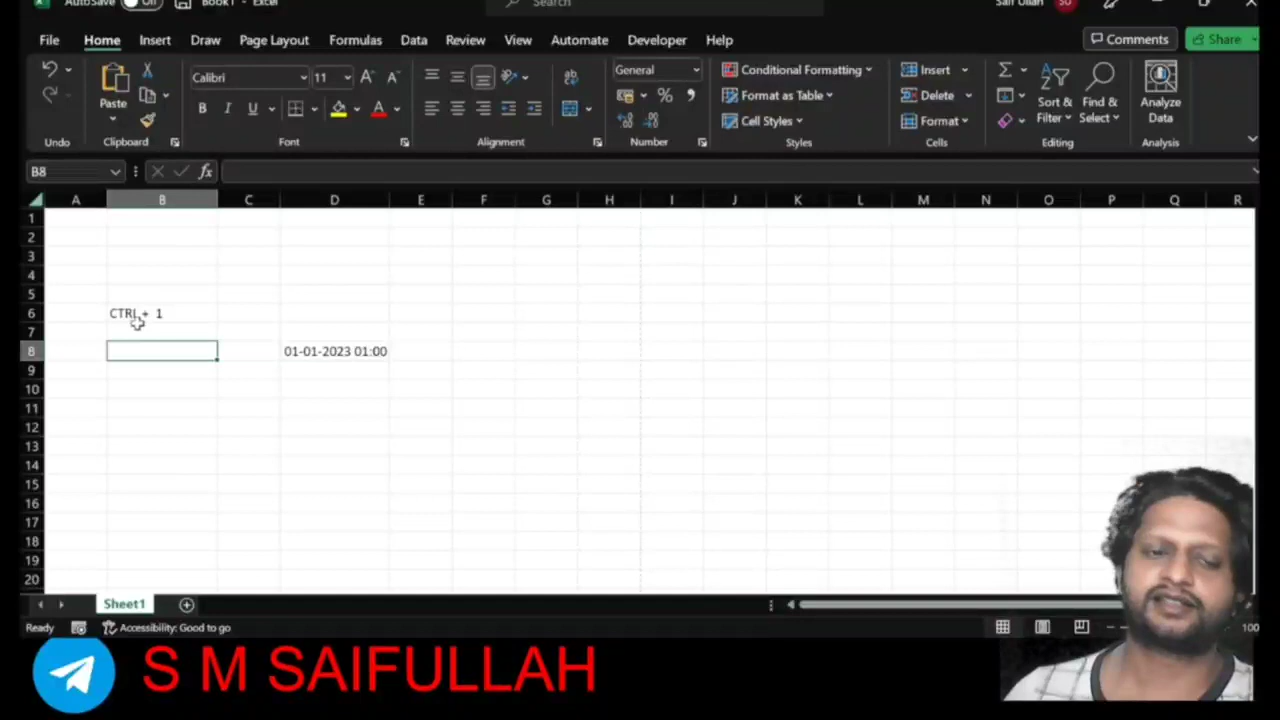 AutoSave Off Book1 - Excel Search Saif Ullah SU
File Home Insert Draw Page Layout Formulas Data Review View Automate Developer Help Comments Share
Calibri 11 General Conditional Formatting Insert
Paste Format as Table Delete Sort & Find & Analyze
B I U A % Cell Styles Format Filter Select Data
Undo Clipboard Font Alignment Number Styles Cells Editing Analysis
B8 fx
A B C D E F G H I J K L M N O P Q R
1
2
3
4
5
6 CTRL + 1
7
8 01-01-2023 01:00
9
10
11
12
13
14
15
16
17
18
19
20
Sheet1
Ready Accessibility: Good to go 100
S M SAIFULLAH